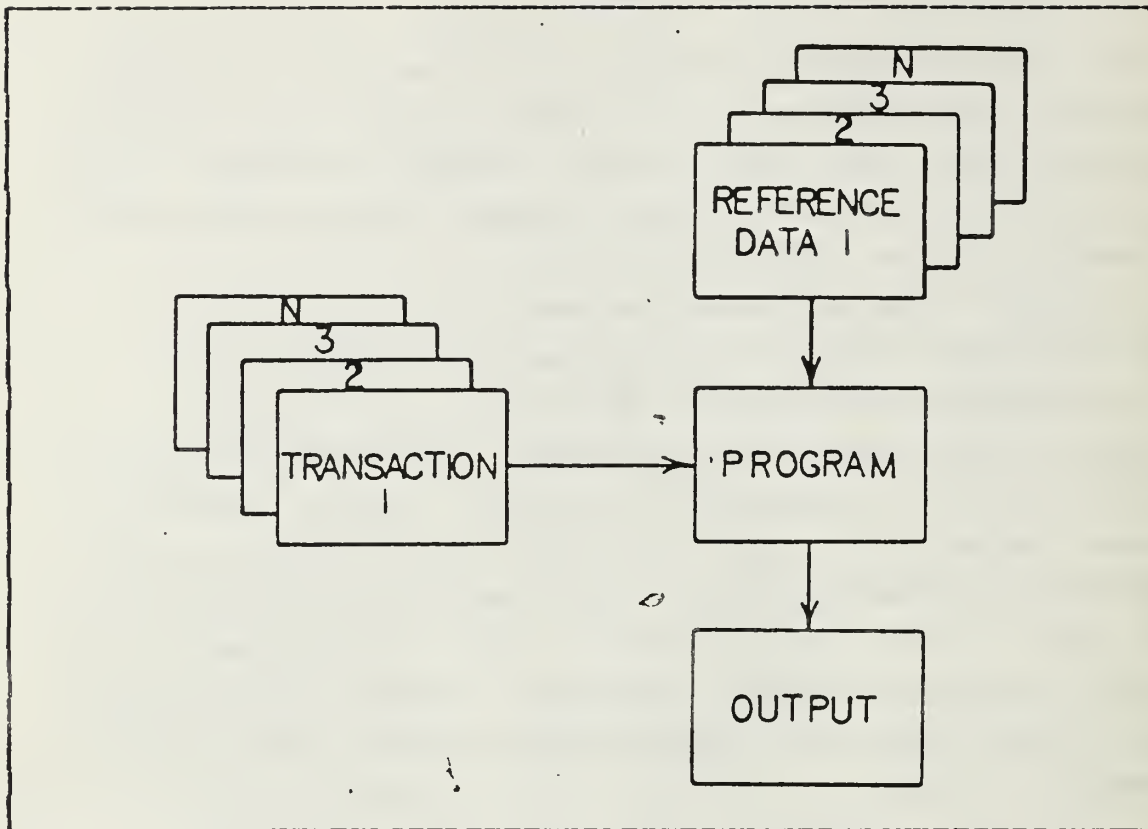 N
3
2
REFERENCE
DATA 1
N
3
2
TRANSACTION
1
PROGRAM
OUTPUT